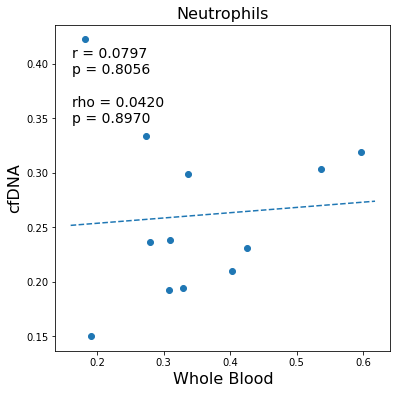 Neutrophils
r = 0.0797
p = 0.8056
rho = 0.0420
p = 0.8970
cfDNA
0.40
0.35
0.30
0.25
0.20
0.15
0.2 0.3 0.4 0.5 0.6
Whole Blood